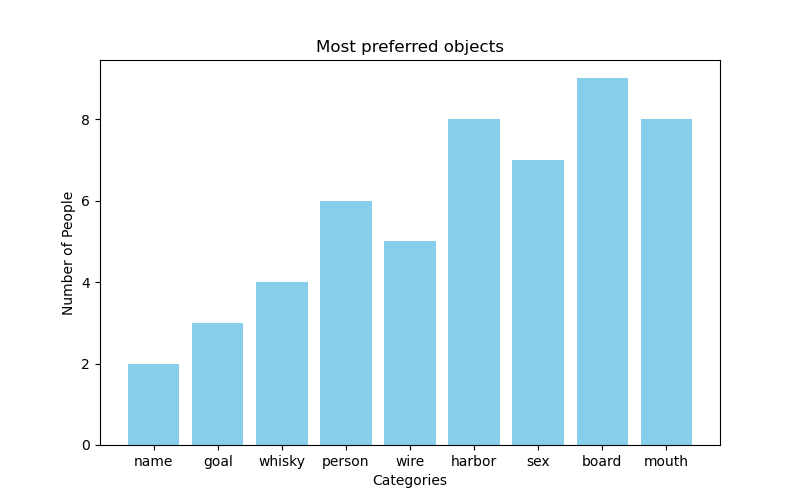 Most preferred objects
Number of People
8
6
4
2
0
name goal whisky person wire harbor sex board mouth
Categories